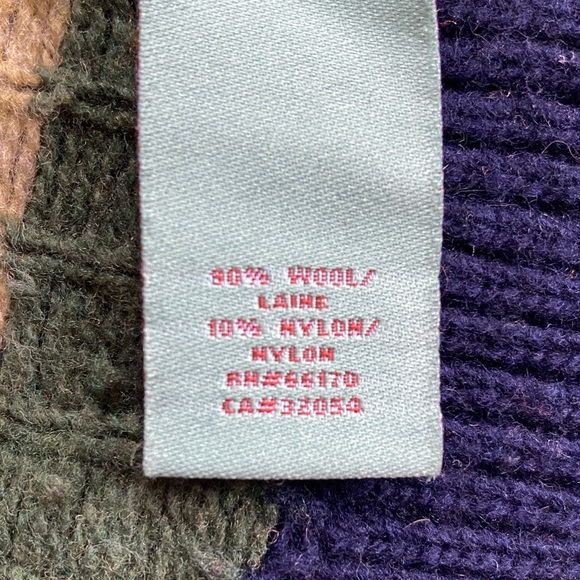 90% WOOL/
LAINE
10% NYLON/
NYLON
RN#66170
CA#32054